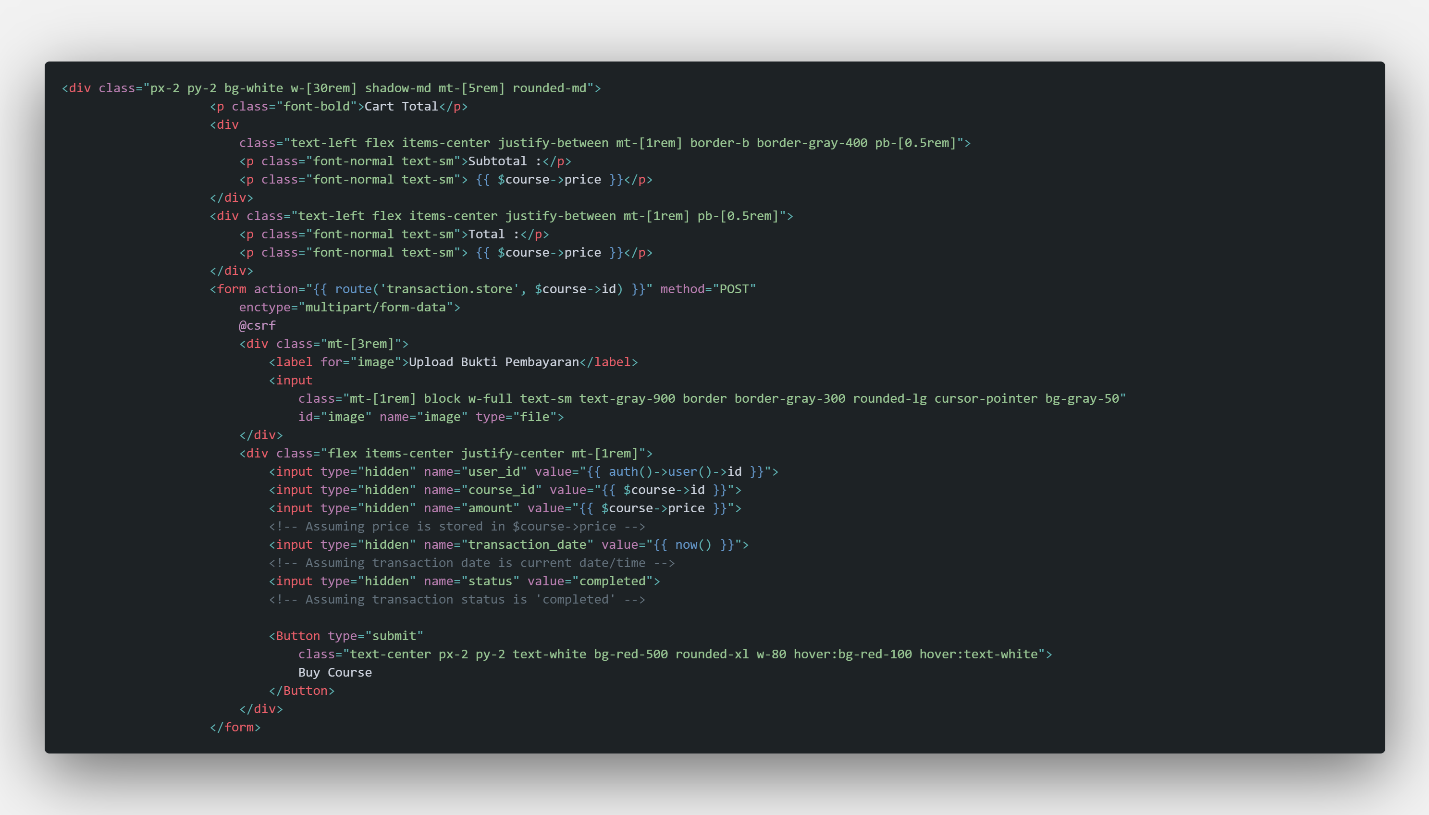 <div class="px-2 py-2 bg-white w-[30rem] shadow-md mt-[5rem] rounded-md">
<p class="font-bold">Cart Total</p>
<div
class="text-left flex items-center justify-between mt-[1rem] border-b border-gray-400 pb-[0.5rem]">
<p class="font-normal text-sm">Subtotal :</p>
<p class="font-normal text-sm"> {{ $course->price }}</p>
</div>
<div class="text-left flex items-center justify-between mt-[1rem] pb-[0.5rem]">
<p class="font-normal text-sm">Total :</p>
<p class="font-normal text-sm"> {{ $course->price }}</p>
</div>
<form action="{{ route('transaction.store', $course->id) }}" method="POST"
enctype="multipart/form-data">
@csrf
<div class="mt-[3rem]">
<label for="image">Upload Bukti Pembayaran</label>
<input
class="mt-[1rem] block w-full text-sm text-gray-900 border border-gray-300 rounded-lg cursor-pointer bg-gray-50"
id="image" name="image" type="file">
</div>
<div class="flex items-center justify-center mt-[1rem]">
<input type="hidden" name="user_id" value="{{ auth()->user()->id }}">
<input type="hidden" name="course_id" value="{{ $course->id }}">
<input type="hidden" name="amount" value="{{ $course->price }}">
<!-- Assuming price is stored in $course->price -->
<input type="hidden" name="transaction_date" value="{{ now() }}">
<!-- Assuming transaction date is current date/time -->
<input type="hidden" name="status" value="completed">
<!-- Assuming transaction status is 'completed' -->
<Button type="submit"
class="text-center px-2 py-2 text-white bg-red-500 rounded-xl w-80 hover:bg-red-100 hover:text-white">
Buy Course
</Button>
</div>
</form>